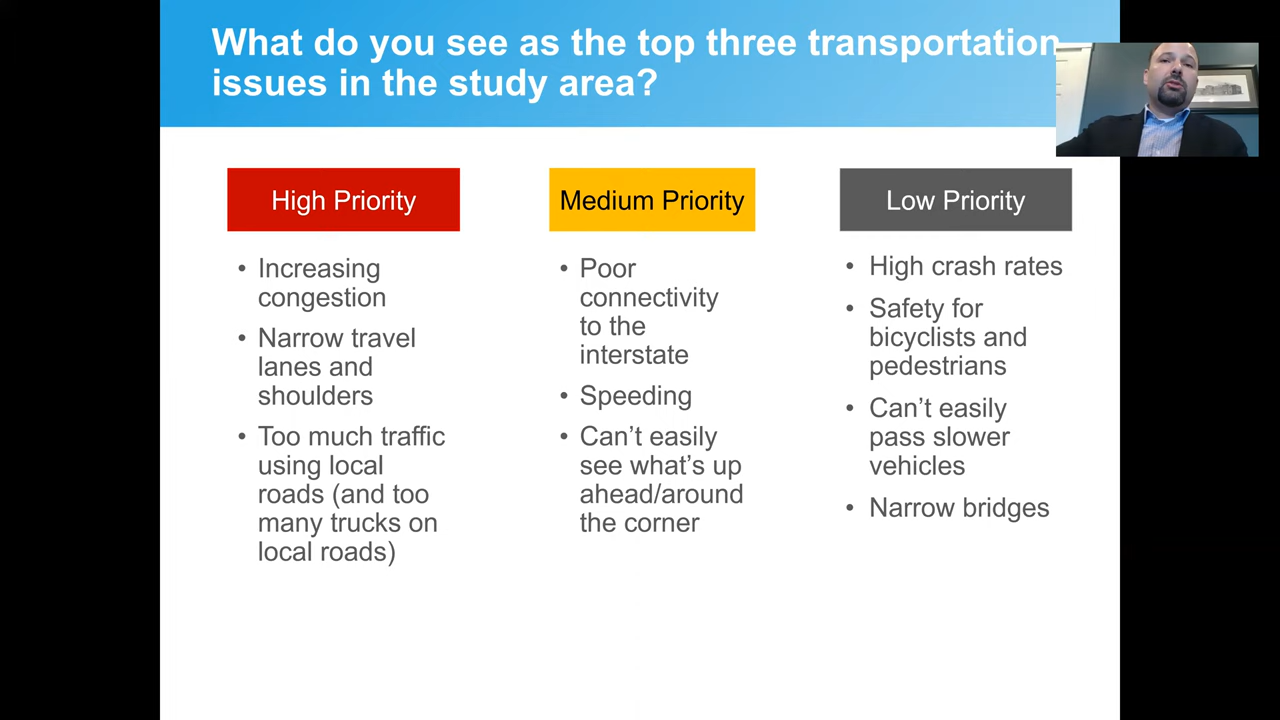 What do you see as the top three transportation
issues in the study area?
High Priority
• Increasing
congestion
• Narrow travel
lanes and
shoulders
• Too much traffic
using local
roads (and too
many trucks on
local roads)
Medium Priority
• Poor
connectivity
to the
interstate
• Speeding
• Can’t easily
see what’s up
ahead/around
the corner
Low Priority
• High crash rates
• Safety for
bicyclists and
pedestrians
• Can’t easily
pass slower
vehicles
• Narrow bridges